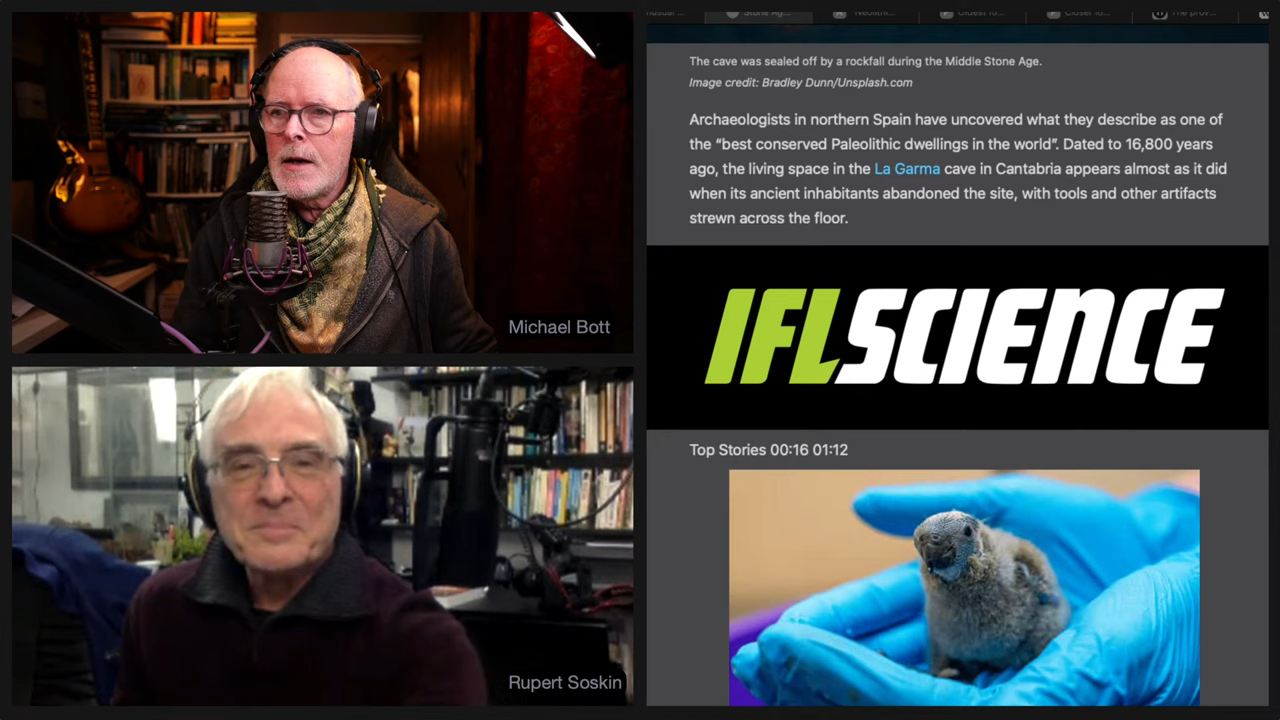 Michael Bott
Rupert Soskin
The cave was sealed off by a rockfall during the Middle Stone Age.
Image credit: Bradley Dunn/Unsplash.com
Archaeologists in northern Spain have uncovered what they describe as one of
the “best conserved Paleolithic dwellings in the world”. Dated to 16,800 years
ago, the living space in the La Garma cave in Cantabria appears almost as it did
when its ancient inhabitants abandoned the site, with tools and other artifacts
strewn across the floor.
IFLSCIENCE
Top Stories 00:16 01:12